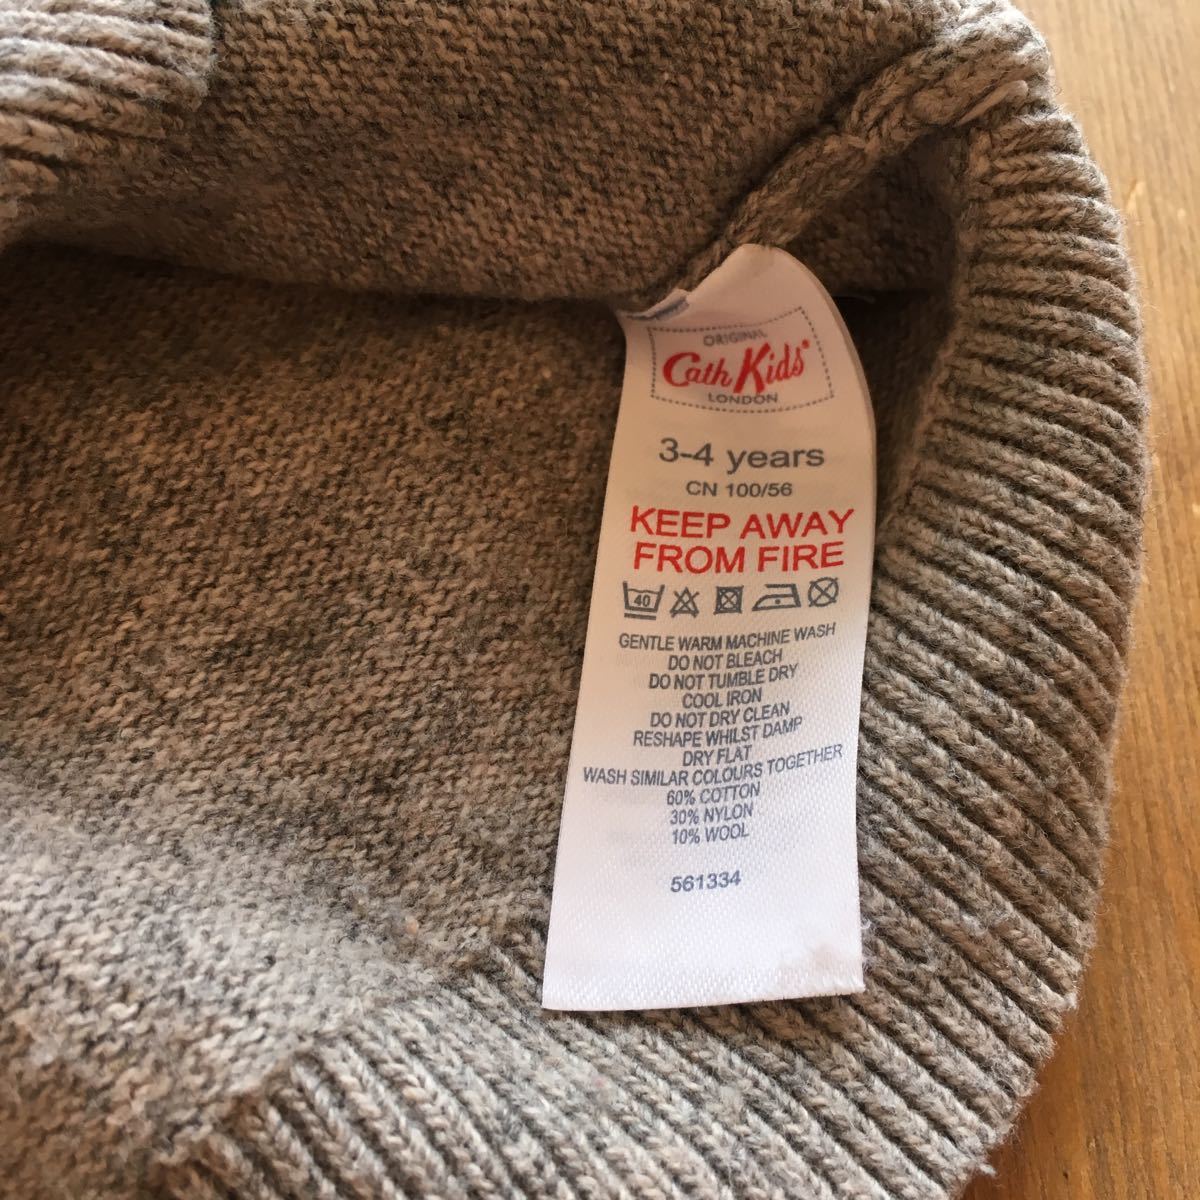 ORIGINAL
Cath Kids®
LONDON
3-4 years
CN 100/56
KEEP AWAY
FROM FIRE
40
GENTLE WARM MACHINE WASH
DO NOT BLEACH
DO NOT TUMBLE DRY
COOL IRON
DO NOT DRY CLEAN
RESHAPE WHILST DAMP
DRY FLAT
WASH SIMILAR COLOURS TOGETHER
60% COTTON
30% NYLON
10% WOOL
561334